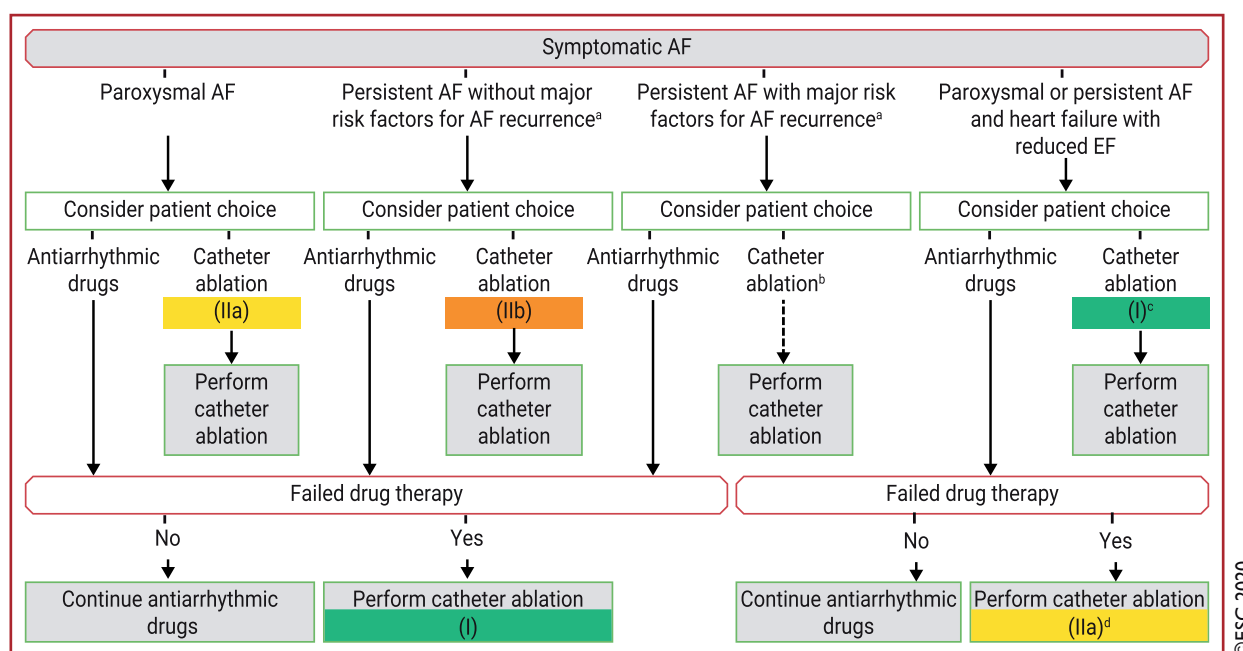 Symptomatic AF
Paroxysmal AF
Persistent AF without major
risk factors for AF recurrenceᵃ
Persistent AF with major risk
factors for AF recurrenceᵃ
Paroxysmal or persistent AF
and heart failure with
reduced EF
Consider patient choice
Consider patient choice
Consider patient choice
Consider patient choice
Antiarrhythmic
drugs
Catheter
ablation
(IIa)
Antiarrhythmic
drugs
Catheter
ablation
(IIb)
Antiarrhythmic
drugs
Catheter
ablationᵇ
Antiarrhythmic
drugs
Catheter
ablation
(I)ᶜ
Perform
catheter
ablation
Perform
catheter
ablation
Perform
catheter
ablation
Perform
catheter
ablation
Failed drug therapy
Failed drug therapy
No
Yes
No
Yes
Continue antiarrhythmic
drugs
Perform catheter ablation
(I)
Continue antiarrhythmic
drugs
Perform catheter ablation
(IIa)ᵈ
©ESC 2020